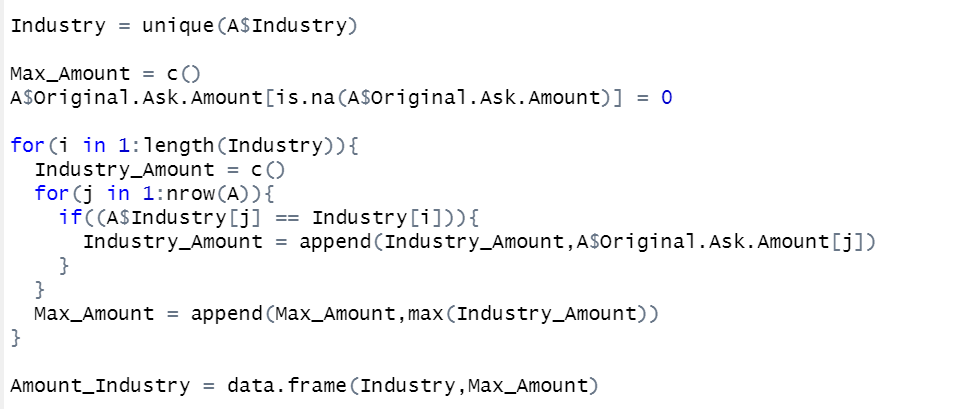 Industry = unique(A$Industry)
Max_Amount = c()
A$Original.Ask.Amount[is.na(A$Original.Ask.Amount)] = 0
for(i in 1:length(Industry)){
  Industry_Amount = c()
  for(j in 1:nrow(A)){
    if((A$Industry[j] == Industry[i])){
      Industry_Amount = append(Industry_Amount,A$Original.Ask.Amount[j])
    }
  }
  Max_Amount = append(Max_Amount,max(Industry_Amount))
}
Amount_Industry = data.frame(Industry,Max_Amount)